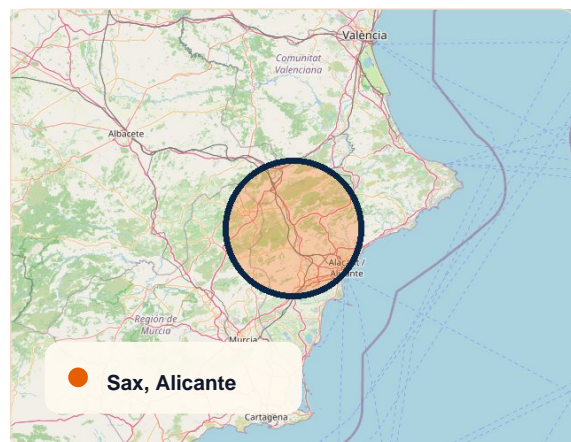 València
Comunitat
Valenciana
Albacete
Alacant /
Alicante
Región de
Murcia
Murcia
Sax, Alicante
Cartagena